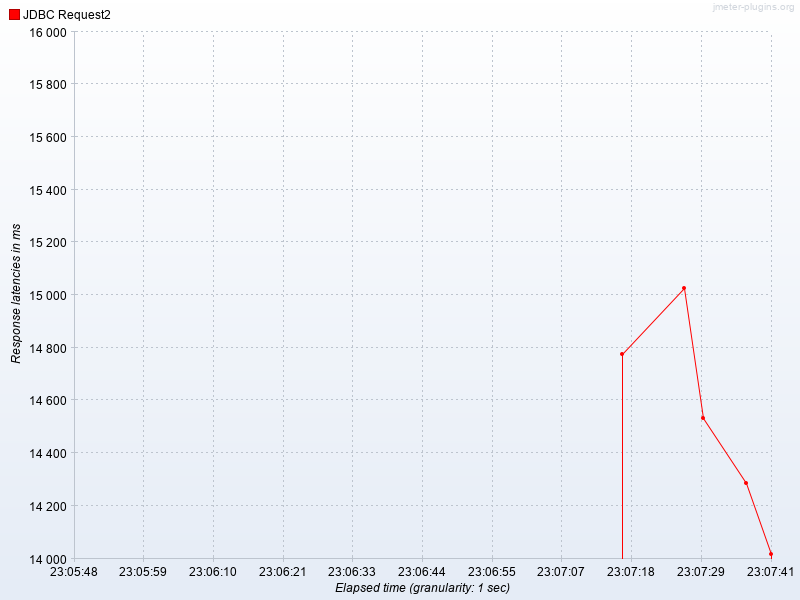 jmeter-plugins.org
JDBC Request2
16 000
15 800
15 600
15 400
15 200
15 000
14 800
14 600
14 400
14 200
14 000
Response latencies in ms
23:05:48 23:05:59 23:06:10 23:06:21 23:06:33 23:06:44 23:06:55 23:07:07 23:07:18 23:07:29 23:07:41
Elapsed time (granularity: 1 sec)